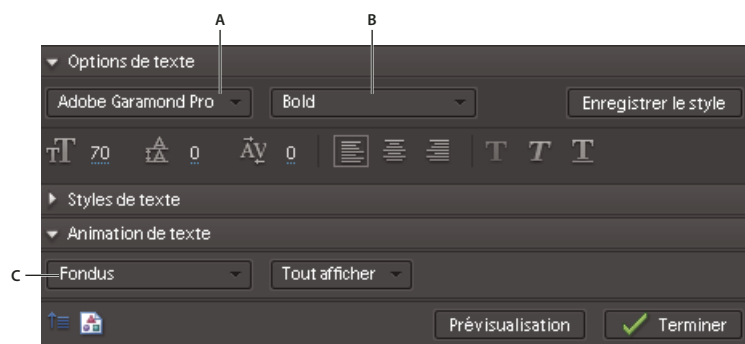 A B
Options de texte
Adobe Garamond Pro Bold Enregistrer le style
70 0 0
Styles de texte
Animation de texte
C Fondus Tout afficher
Prévisualisation Terminer